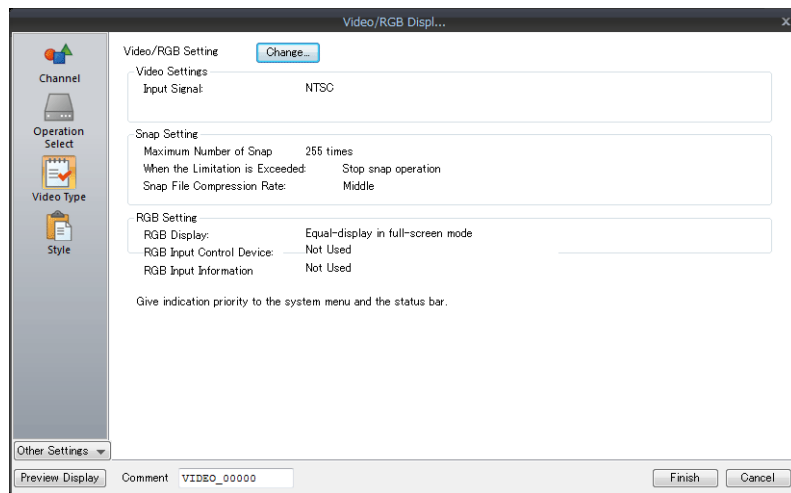 Video/RGB Displ...
x
Channel
Operation
Select
Video Type
Style
Other Settings
Video/RGB Setting Change...
Video Settings
Input Signal: NTSC
Snap Setting
Maximum Number of Snap 255 times
When the Limitation is Exceeded: Stop snap operation
Snap File Compression Rate: Middle
RGB Setting
RGB Display: Equal-display in full-screen mode
RGB Input Control Device: Not Used
RGB Input Information Not Used
Give indication priority to the system menu and the status bar.
Preview Display Comment VIDEO_00000 Finish Cancel